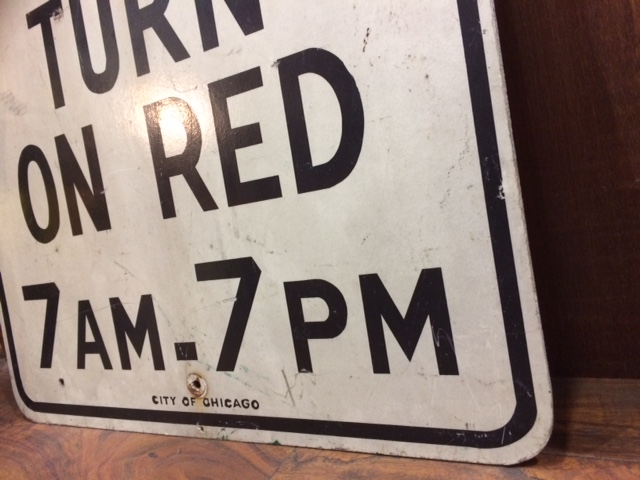 TURN
ON RED
7AM-7PM
CITY OF CHICAGO